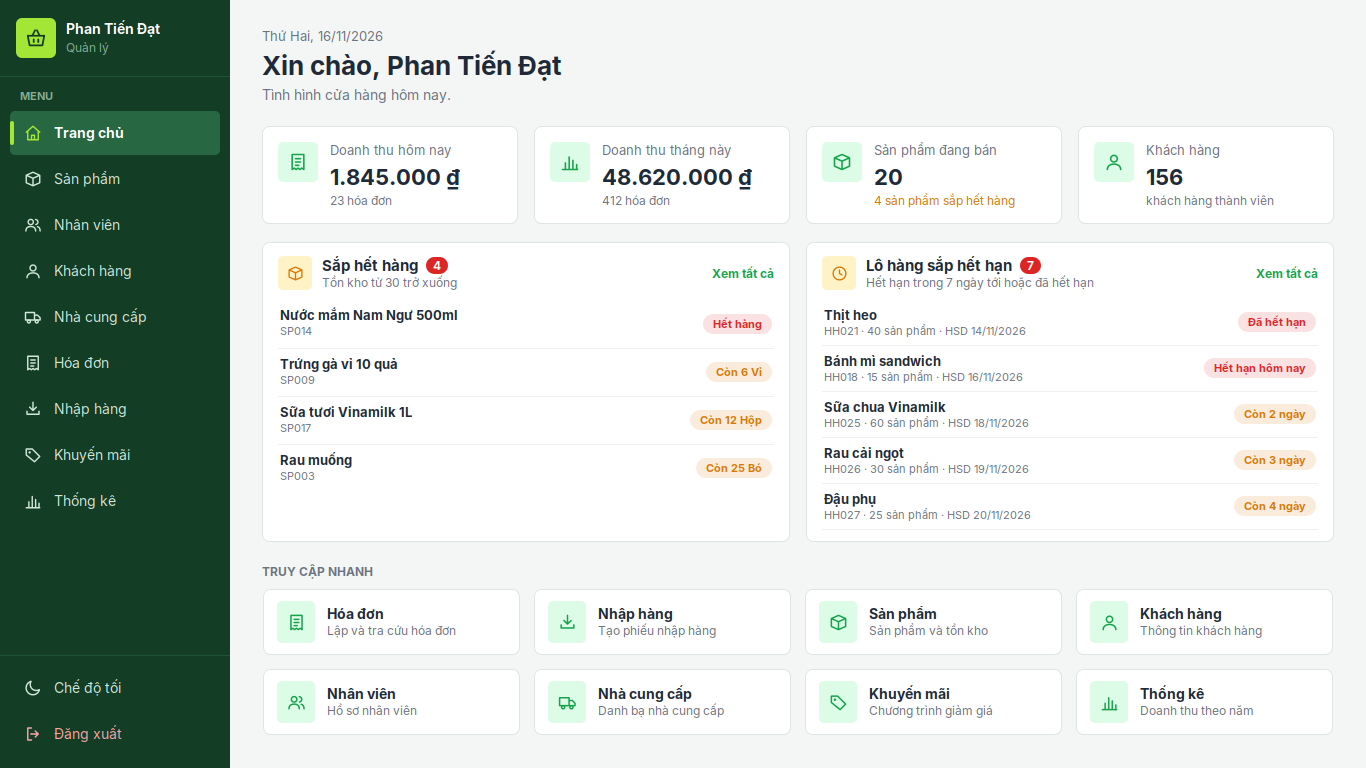 Phan Tiến Đạt
Quản lý
MENU
Trang chủ
Sản phẩm
Nhân viên
Khách hàng
Nhà cung cấp
Hóa đơn
Nhập hàng
Khuyến mãi
Thống kê
Chế độ tối
Đăng xuất
Thứ Hai, 16/11/2026
Xin chào, Phan Tiến Đạt
Tình hình cửa hàng hôm nay.
Doanh thu hôm nay
1.845.000 ₫
23 hóa đơn
Doanh thu tháng này
48.620.000 ₫
412 hóa đơn
Sản phẩm đang bán
20
4 sản phẩm sắp hết hàng
Khách hàng
156
khách hàng thành viên
Sắp hết hàng 4
Tồn kho từ 30 trở xuống
Xem tất cả
Nước mắm Nam Ngư 500ml
SP014
Hết hàng
Trứng gà vỉ 10 quả
SP009
Còn 6 Vỉ
Sữa tươi Vinamilk 1L
SP017
Còn 12 Hộp
Rau muống
SP003
Còn 25 Bó
Lô hàng sắp hết hạn 7
Hết hạn trong 7 ngày tới hoặc đã hết hạn
Xem tất cả
Thịt heo
HH021 · 40 sản phẩm · HSD 14/11/2026
Đã hết hạn
Bánh mì sandwich
HH018 · 15 sản phẩm · HSD 16/11/2026
Hết hạn hôm nay
Sữa chua Vinamilk
HH025 · 60 sản phẩm · HSD 18/11/2026
Còn 2 ngày
Rau cải ngọt
HH026 · 30 sản phẩm · HSD 19/11/2026
Còn 3 ngày
Đậu phụ
HH027 · 25 sản phẩm · HSD 20/11/2026
Còn 4 ngày
TRUY CẬP NHANH
Hóa đơn
Lập và tra cứu hóa đơn
Nhập hàng
Tạo phiếu nhập hàng
Sản phẩm
Sản phẩm và tồn kho
Khách hàng
Thông tin khách hàng
Nhân viên
Hồ sơ nhân viên
Nhà cung cấp
Danh bạ nhà cung cấp
Khuyến mãi
Chương trình giảm giá
Thống kê
Doanh thu theo năm